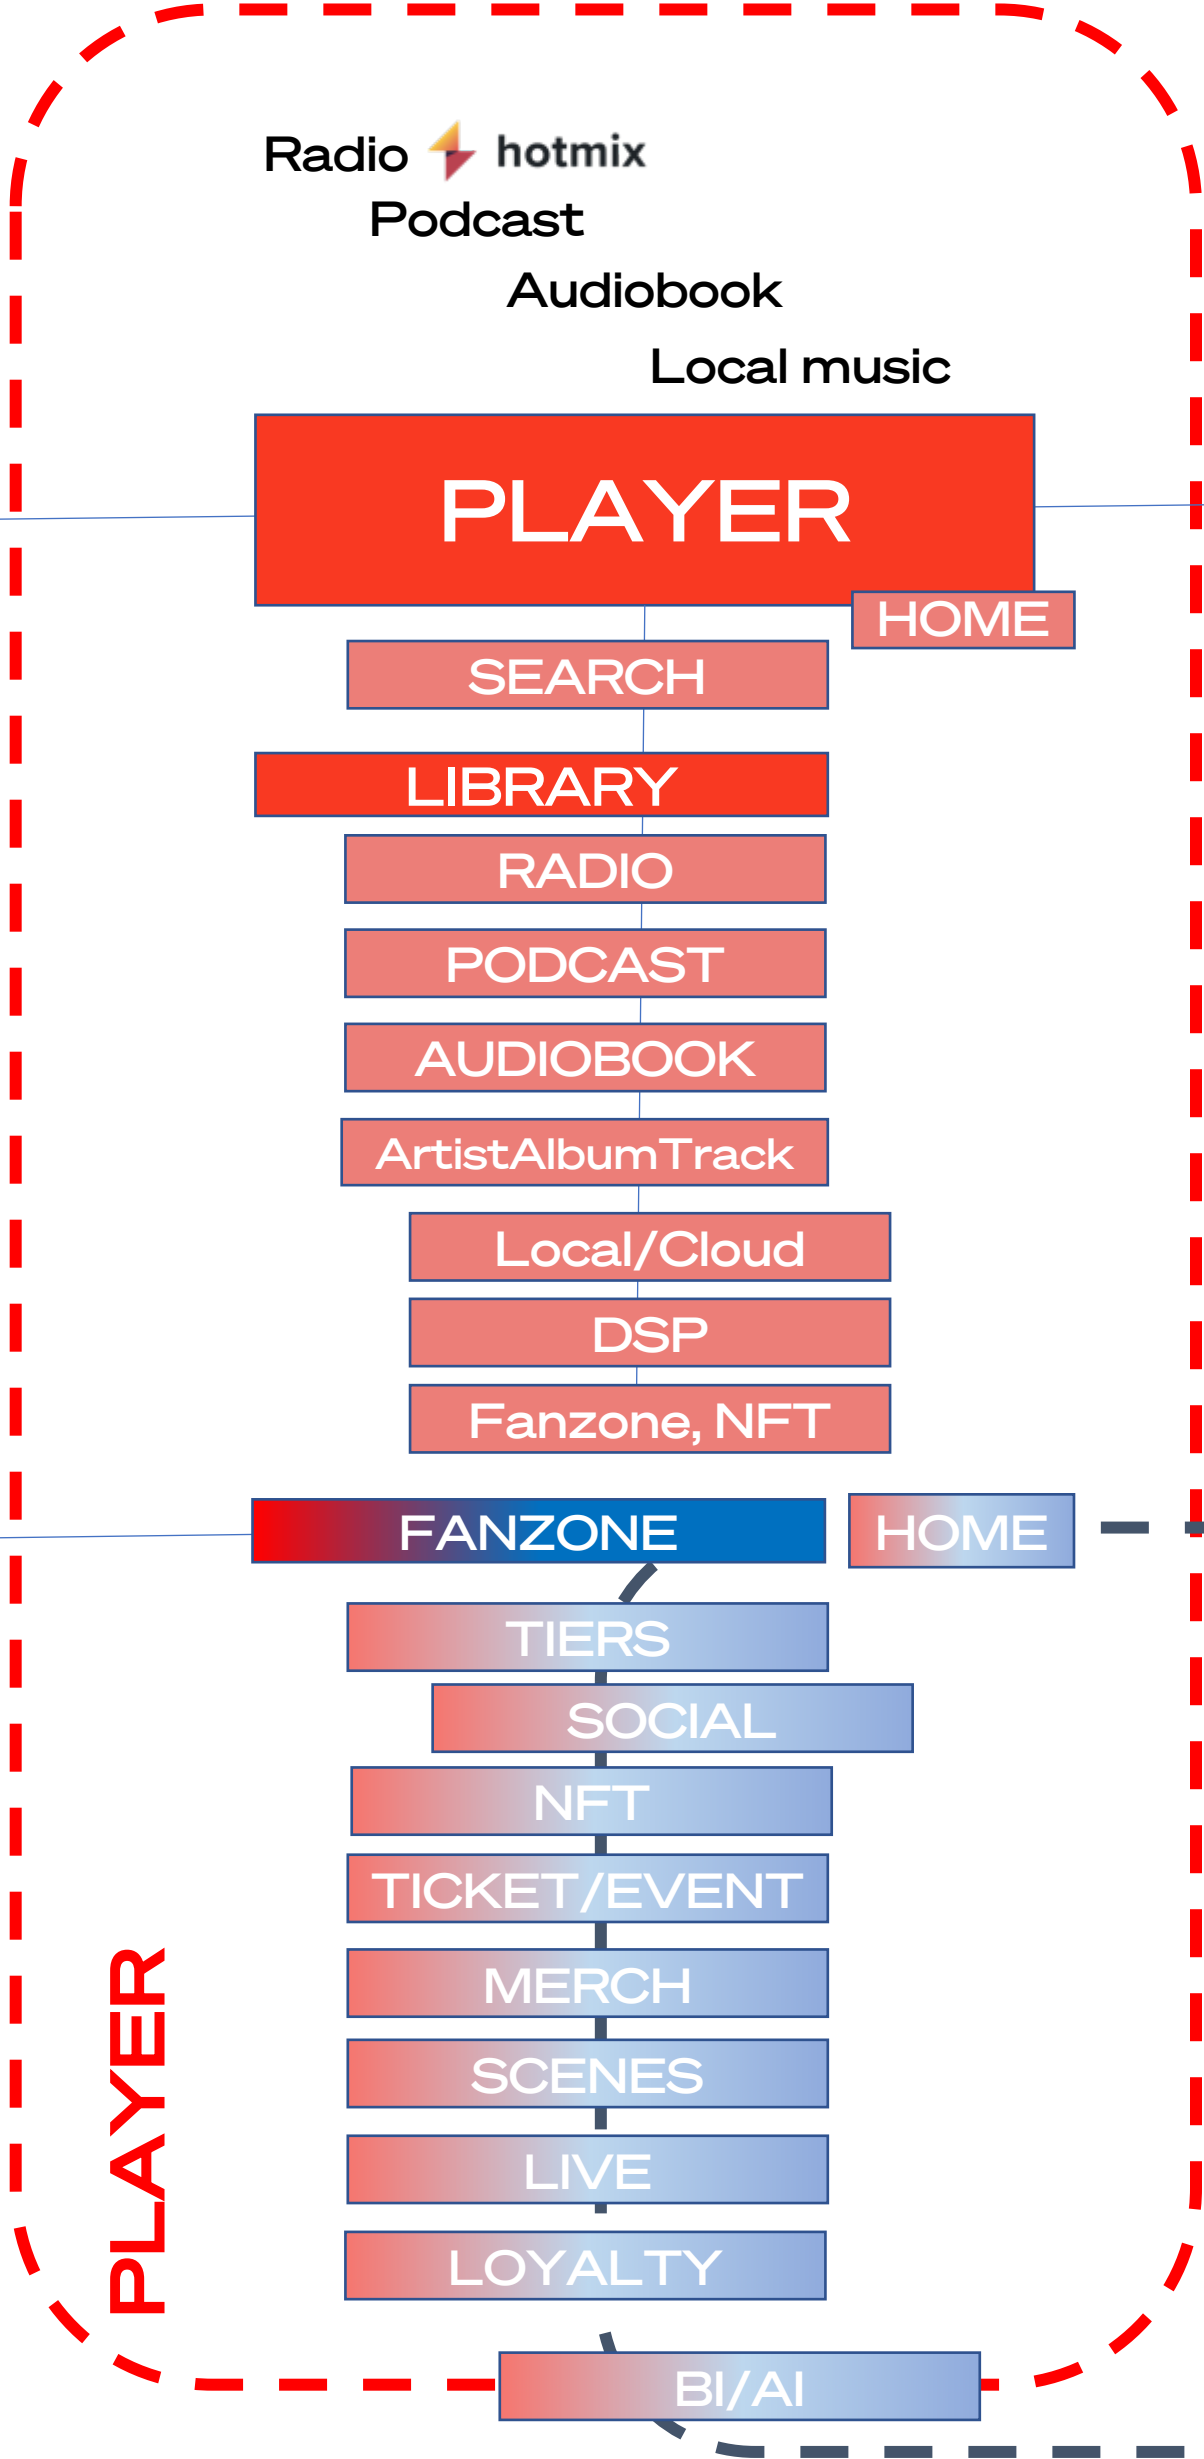 Radio hotmix
Podcast
Audiobook
Local music
PLAYER
HOME
SEARCH
LIBRARY
RADIO
PODCAST
AUDIOBOOK
ArtistAlbumTrack
Local/Cloud
DSP
Fanzone, NFT
FANZONE HOME
TIERS
SOCIAL
NFT
TICKET/EVENT
MERCH
SCENES
LIVE
LOYALTY
PLAYER
BI/AI